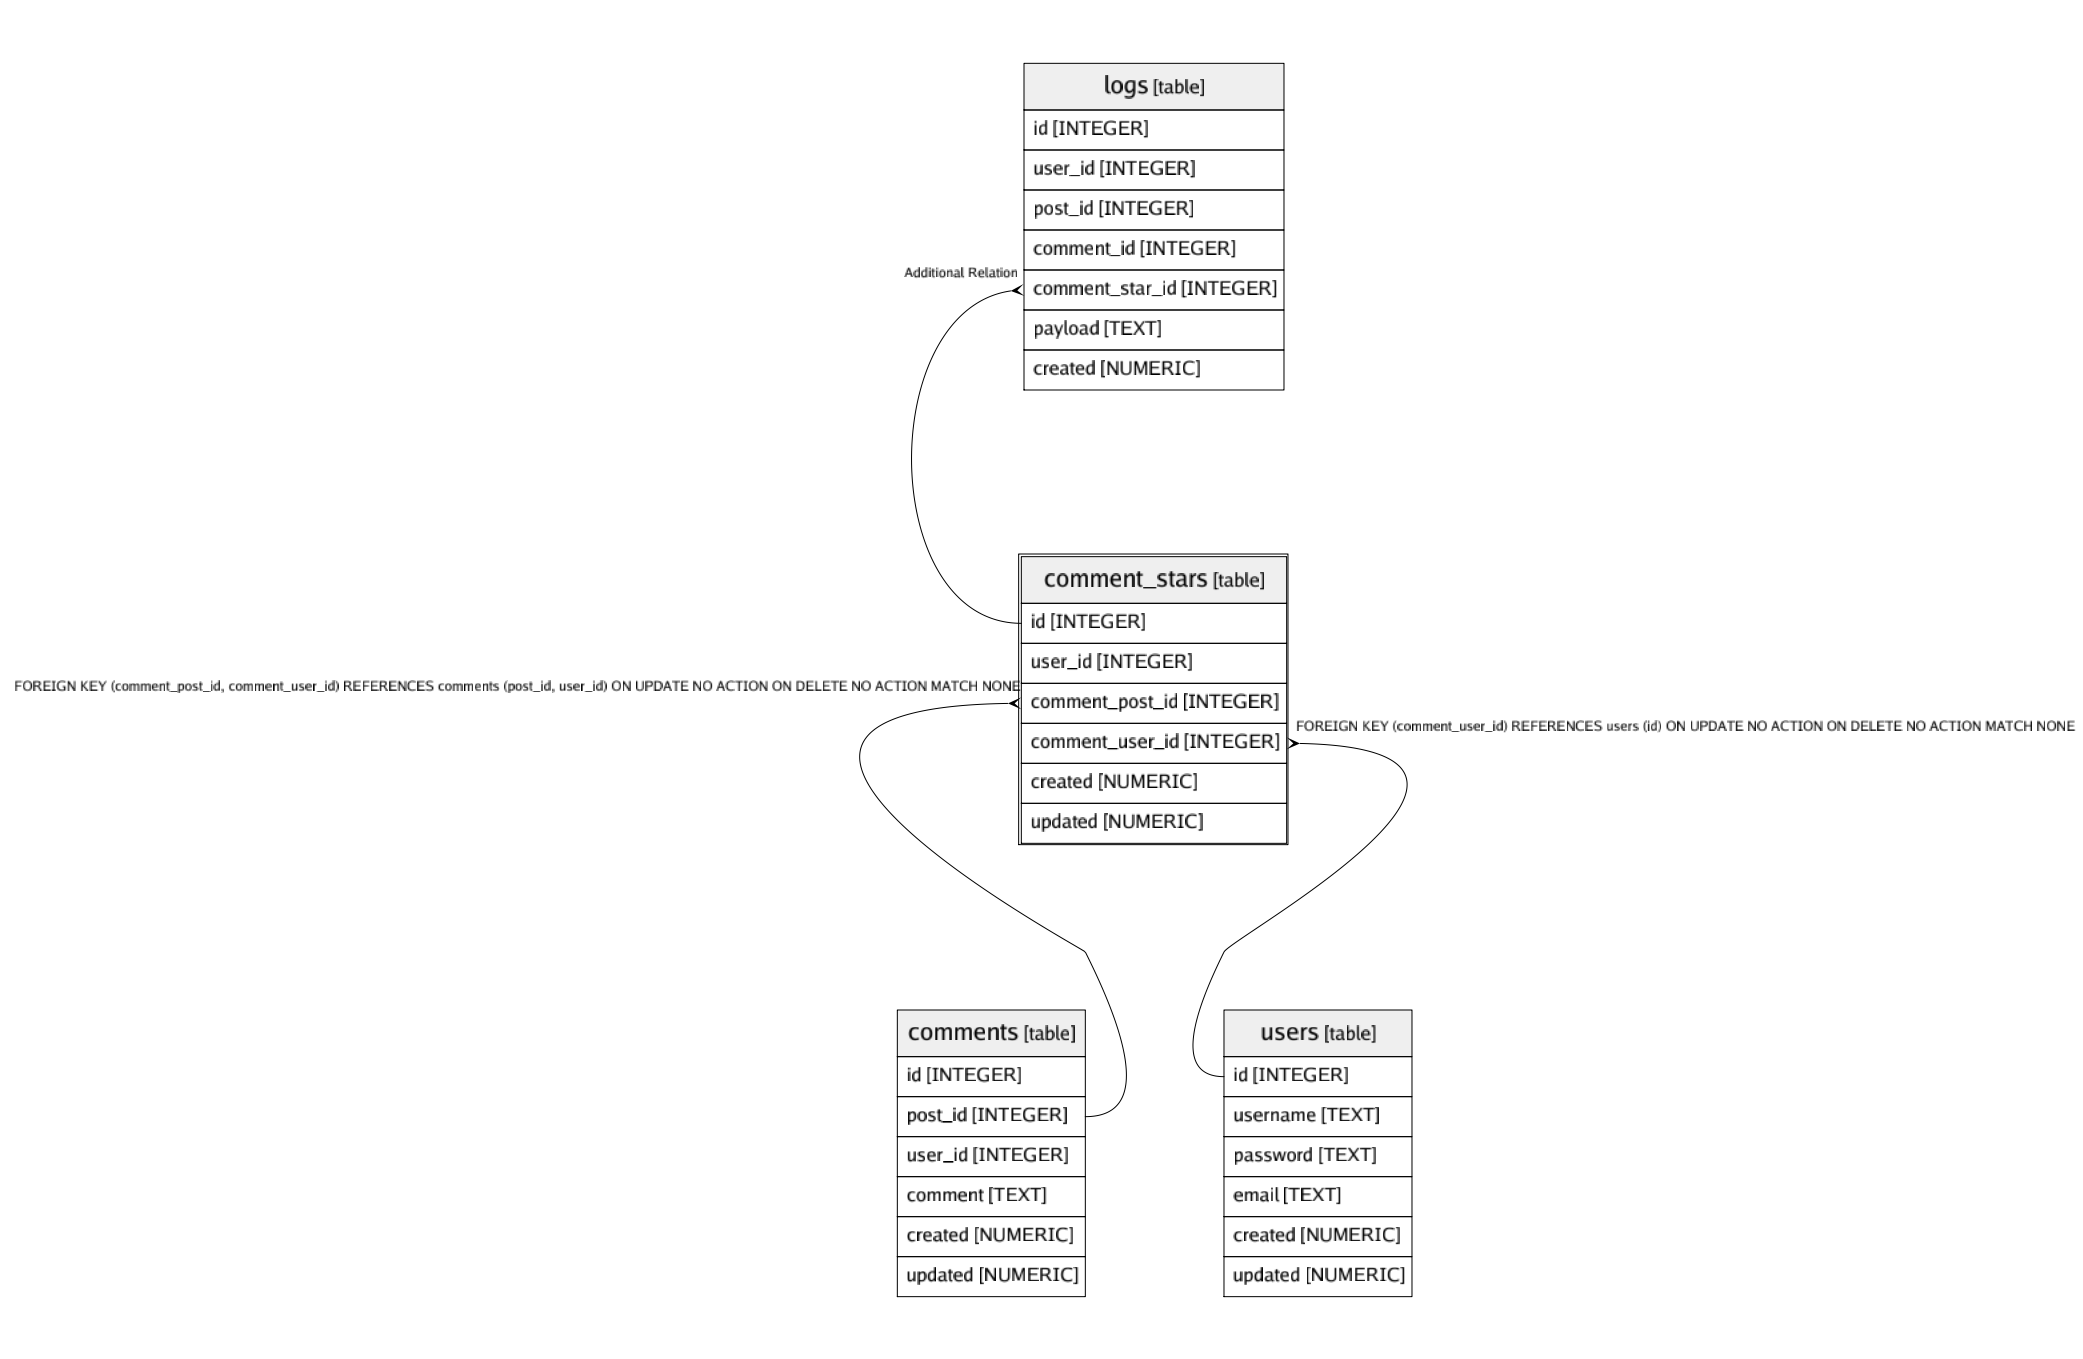 logs [table]
id [INTEGER]
user_id [INTEGER]
post_id [INTEGER]
comment_id [INTEGER]
Additional Relation
comment_star_id [INTEGER]
payload [TEXT]
created [NUMERIC]
comment_stars [table]
id [INTEGER]
user_id [INTEGER]
FOREIGN KEY (comment_post_id, comment_user_id) REFERENCES comments (post_id, user_id) ON UPDATE NO ACTION ON DELETE NO ACTION MATCH NONE
comment_post_id [INTEGER]
FOREIGN KEY (comment_user_id) REFERENCES users (id) ON UPDATE NO ACTION ON DELETE NO ACTION MATCH NONE
comment_user_id [INTEGER]
created [NUMERIC]
updated [NUMERIC]
comments [table]
id [INTEGER]
post_id [INTEGER]
user_id [INTEGER]
comment [TEXT]
created [NUMERIC]
updated [NUMERIC]
users [table]
id [INTEGER]
username [TEXT]
password [TEXT]
email [TEXT]
created [NUMERIC]
updated [NUMERIC]